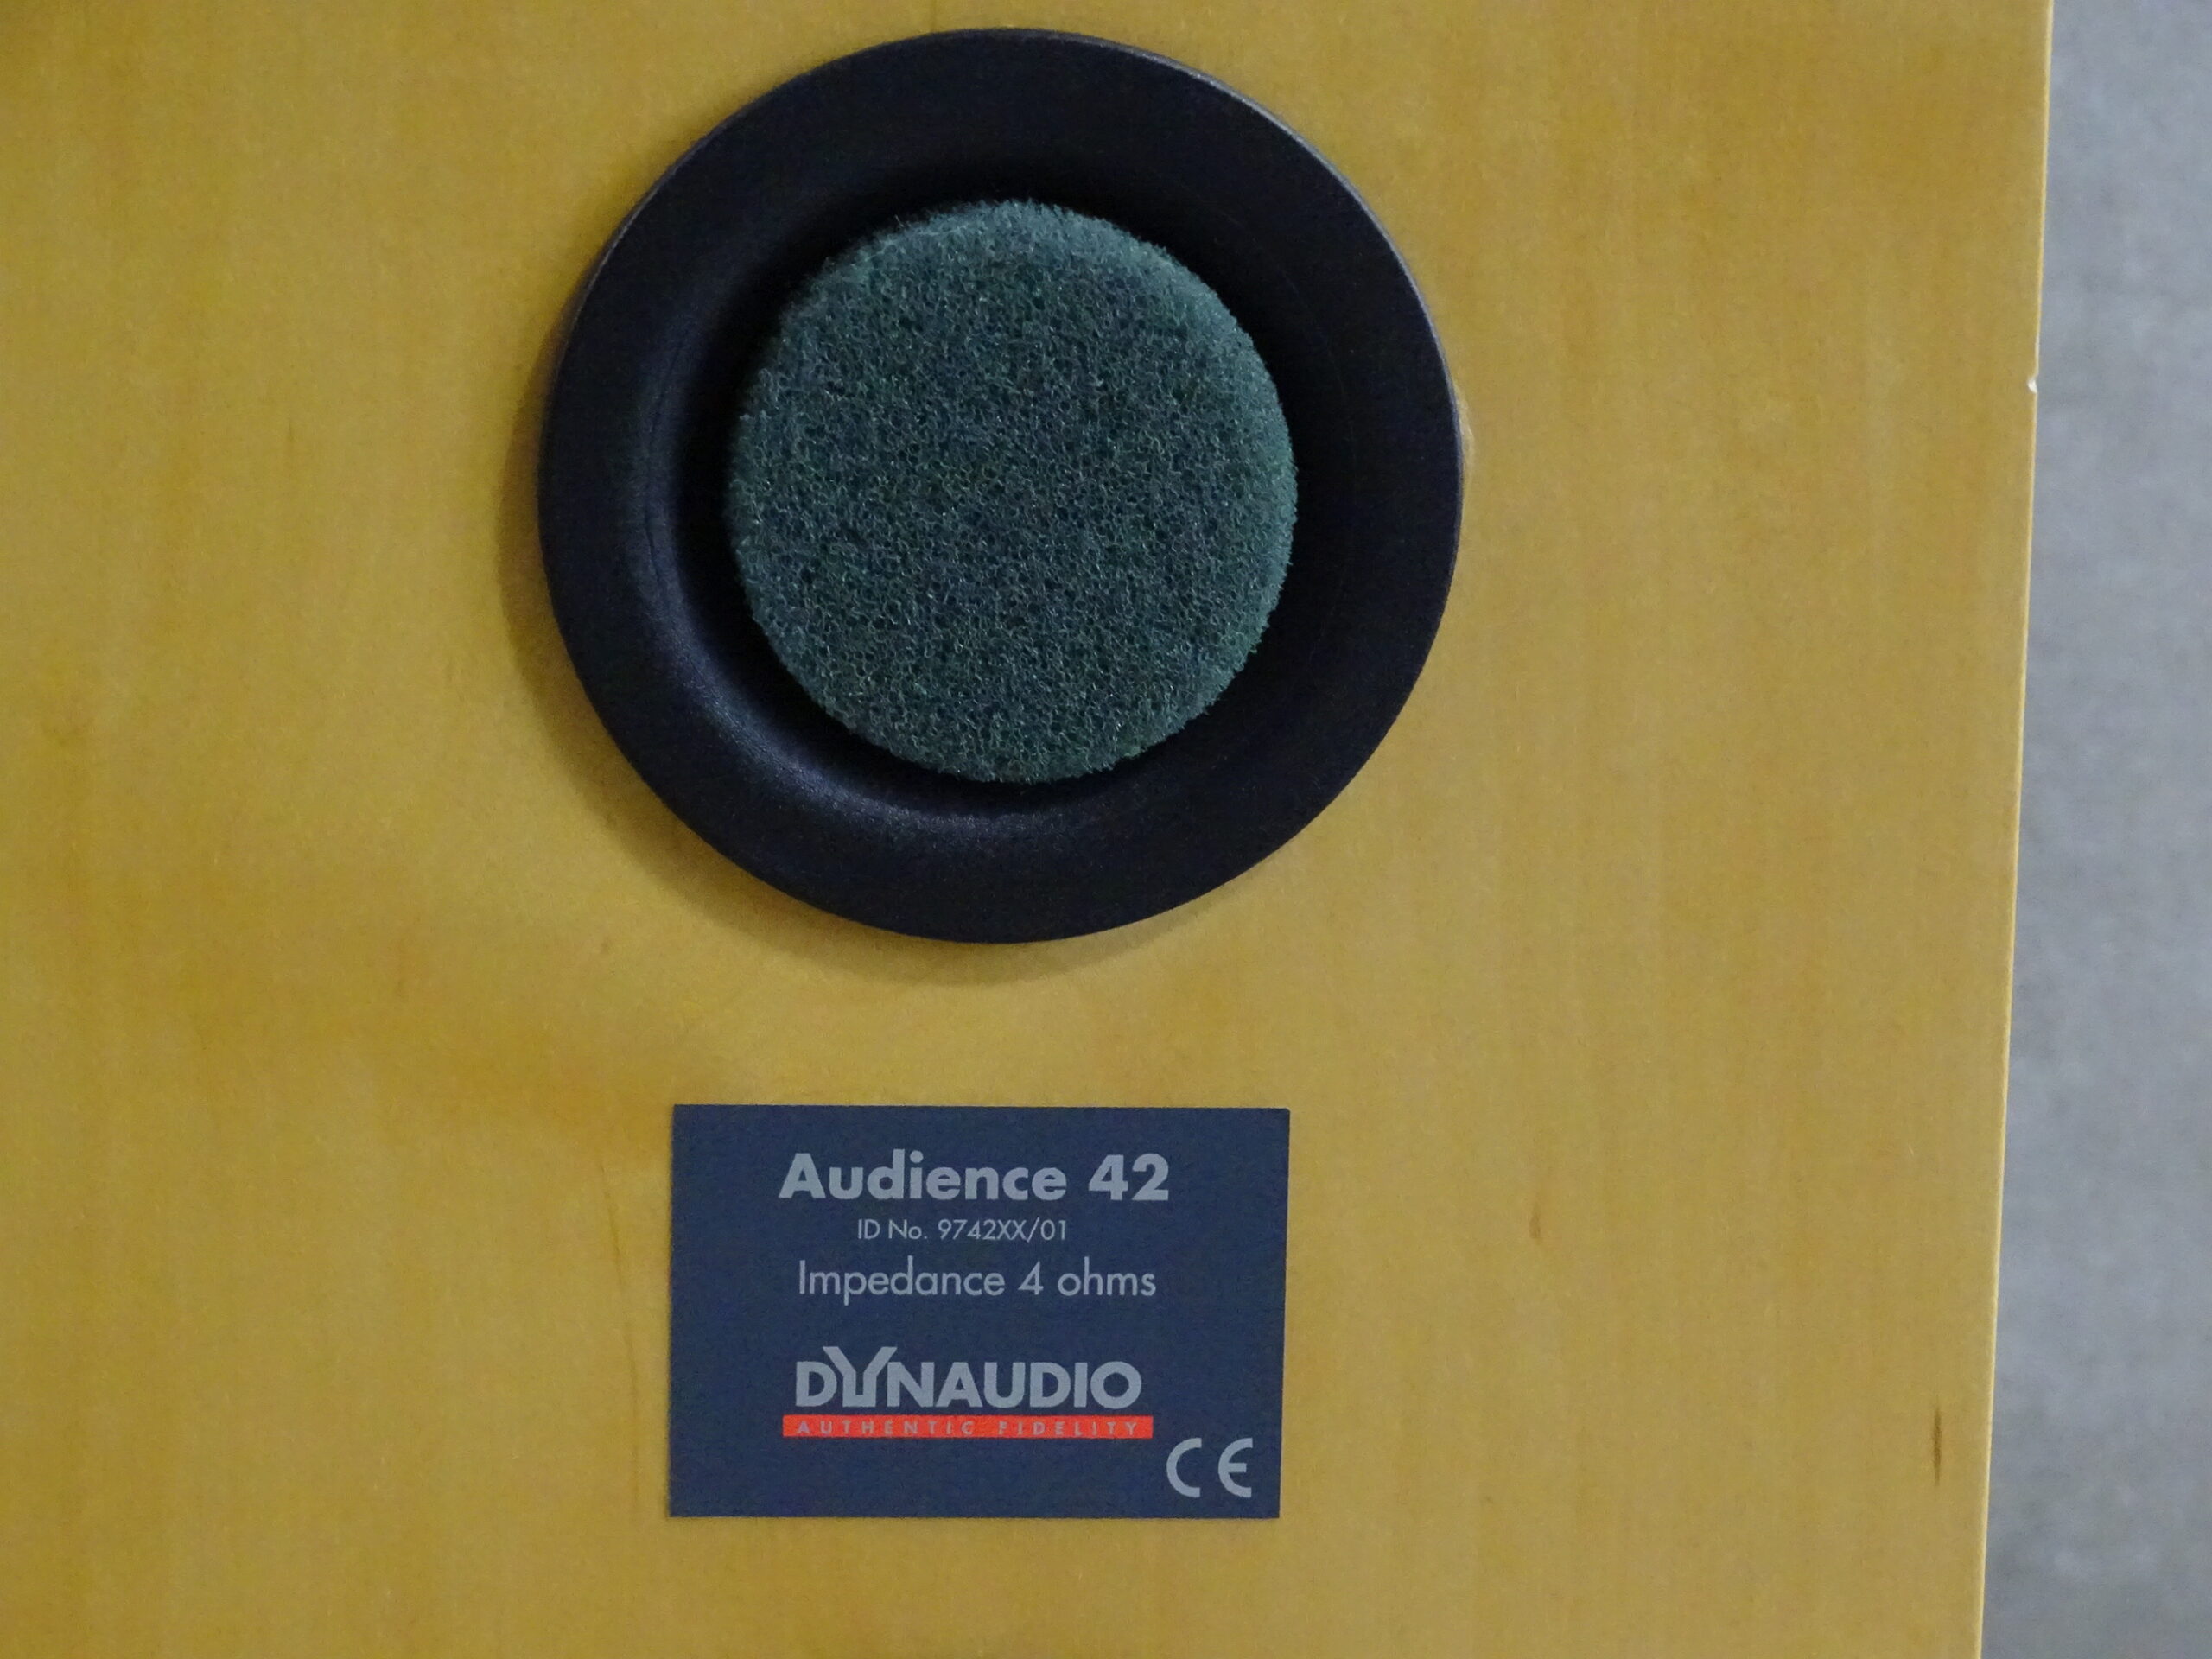 Audience 42
ID No. 9742XX/01
Impedance 4 ohms
DYNAUDIO
AUTHENTIC FIDELITY
CE